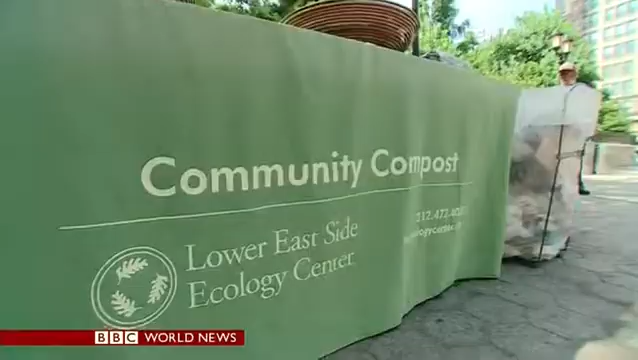 Community Compost
Lower East Side
Ecology Center
BBC WORLD NEWS